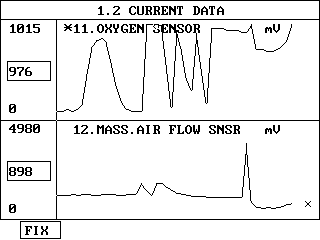 1.2 CURRENT DATA
1015 *11.OXYGEN SENSOR mV
976
0
4980 12.MASS.AIR FLOW SNSR mV
898
0
×
FIX